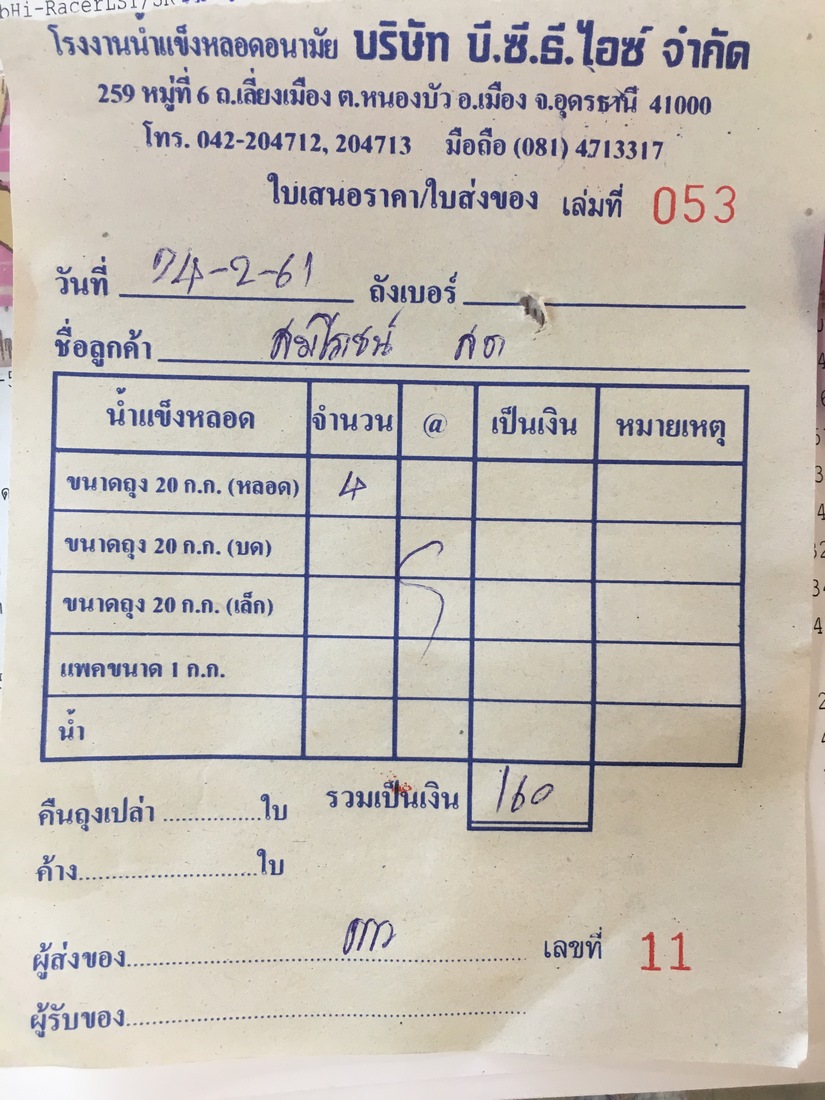 โรงงานน้ำแข็งหลอดอนามัย บริษัท บี.ซี.ธี.ไอซ์ จำกัด
259 หมู่ที่ 6 ถ.เลี่ยงเมือง ต.หนองบัว อ.เมือง จ.อุดรธานี 41000
โทร. 042-204712, 204713 มือถือ (081) 4713317
ใบเสนอราคา/ใบส่งของ เล่มที่ 053
วันที่ 24-2-61 ถังเบอร์
ชื่อลูกค้า สด
น้ำแข็งหลอด จำนวน @ เป็นเงิน หมายเหตุ
ขนาดถุง 20 ก.ก. (หลอด) 4
ขนาดถุง 20 ก.ก. (บด)
ขนาดถุง 20 ก.ก. (เล็ก)
แพคขนาด 1 ก.ก.
น้ำ
คืนถุงเปล่า ..............ใบ รวมเป็นเงิน 160
ค้าง..........................ใบ
ผู้ส่งของ.......................................................... เลขที่ 11
ผู้รับของ..........................................................